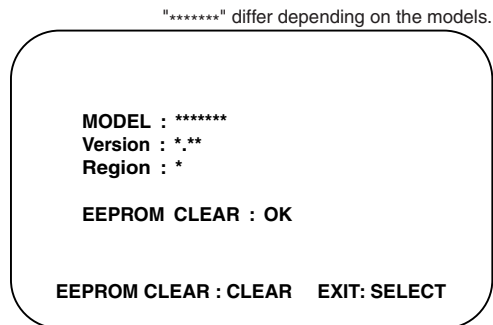 "*******" differ depending on the models.
MODEL : *******
Version : *.**
Region : *
EEPROM CLEAR : OK
EEPROM CLEAR : CLEAR EXIT: SELECT